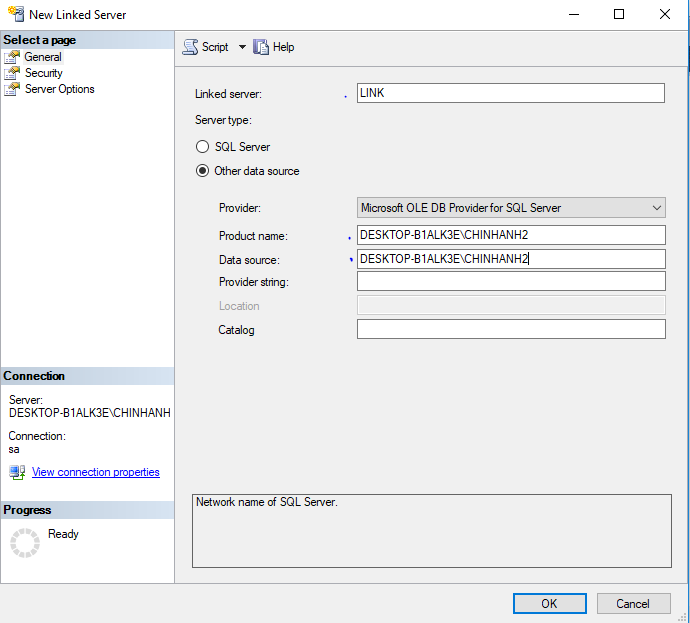 New Linked Server
Select a page
General
Security
Server Options
Script
Help
Linked server:
LINK
Server type:
SQL Server
Other data source
Provider:
Microsoft OLE DB Provider for SQL Server
Product name:
DESKTOP-B1ALK3E\CHINHANH2
Data source:
DESKTOP-B1ALK3E\CHINHANH2
Provider string:
Location
Catalog
Connection
Server:
DESKTOP-B1ALK3E\CHINHANH
Connection:
sa
View connection properties
Progress
Ready
Network name of SQL Server.
OK
Cancel